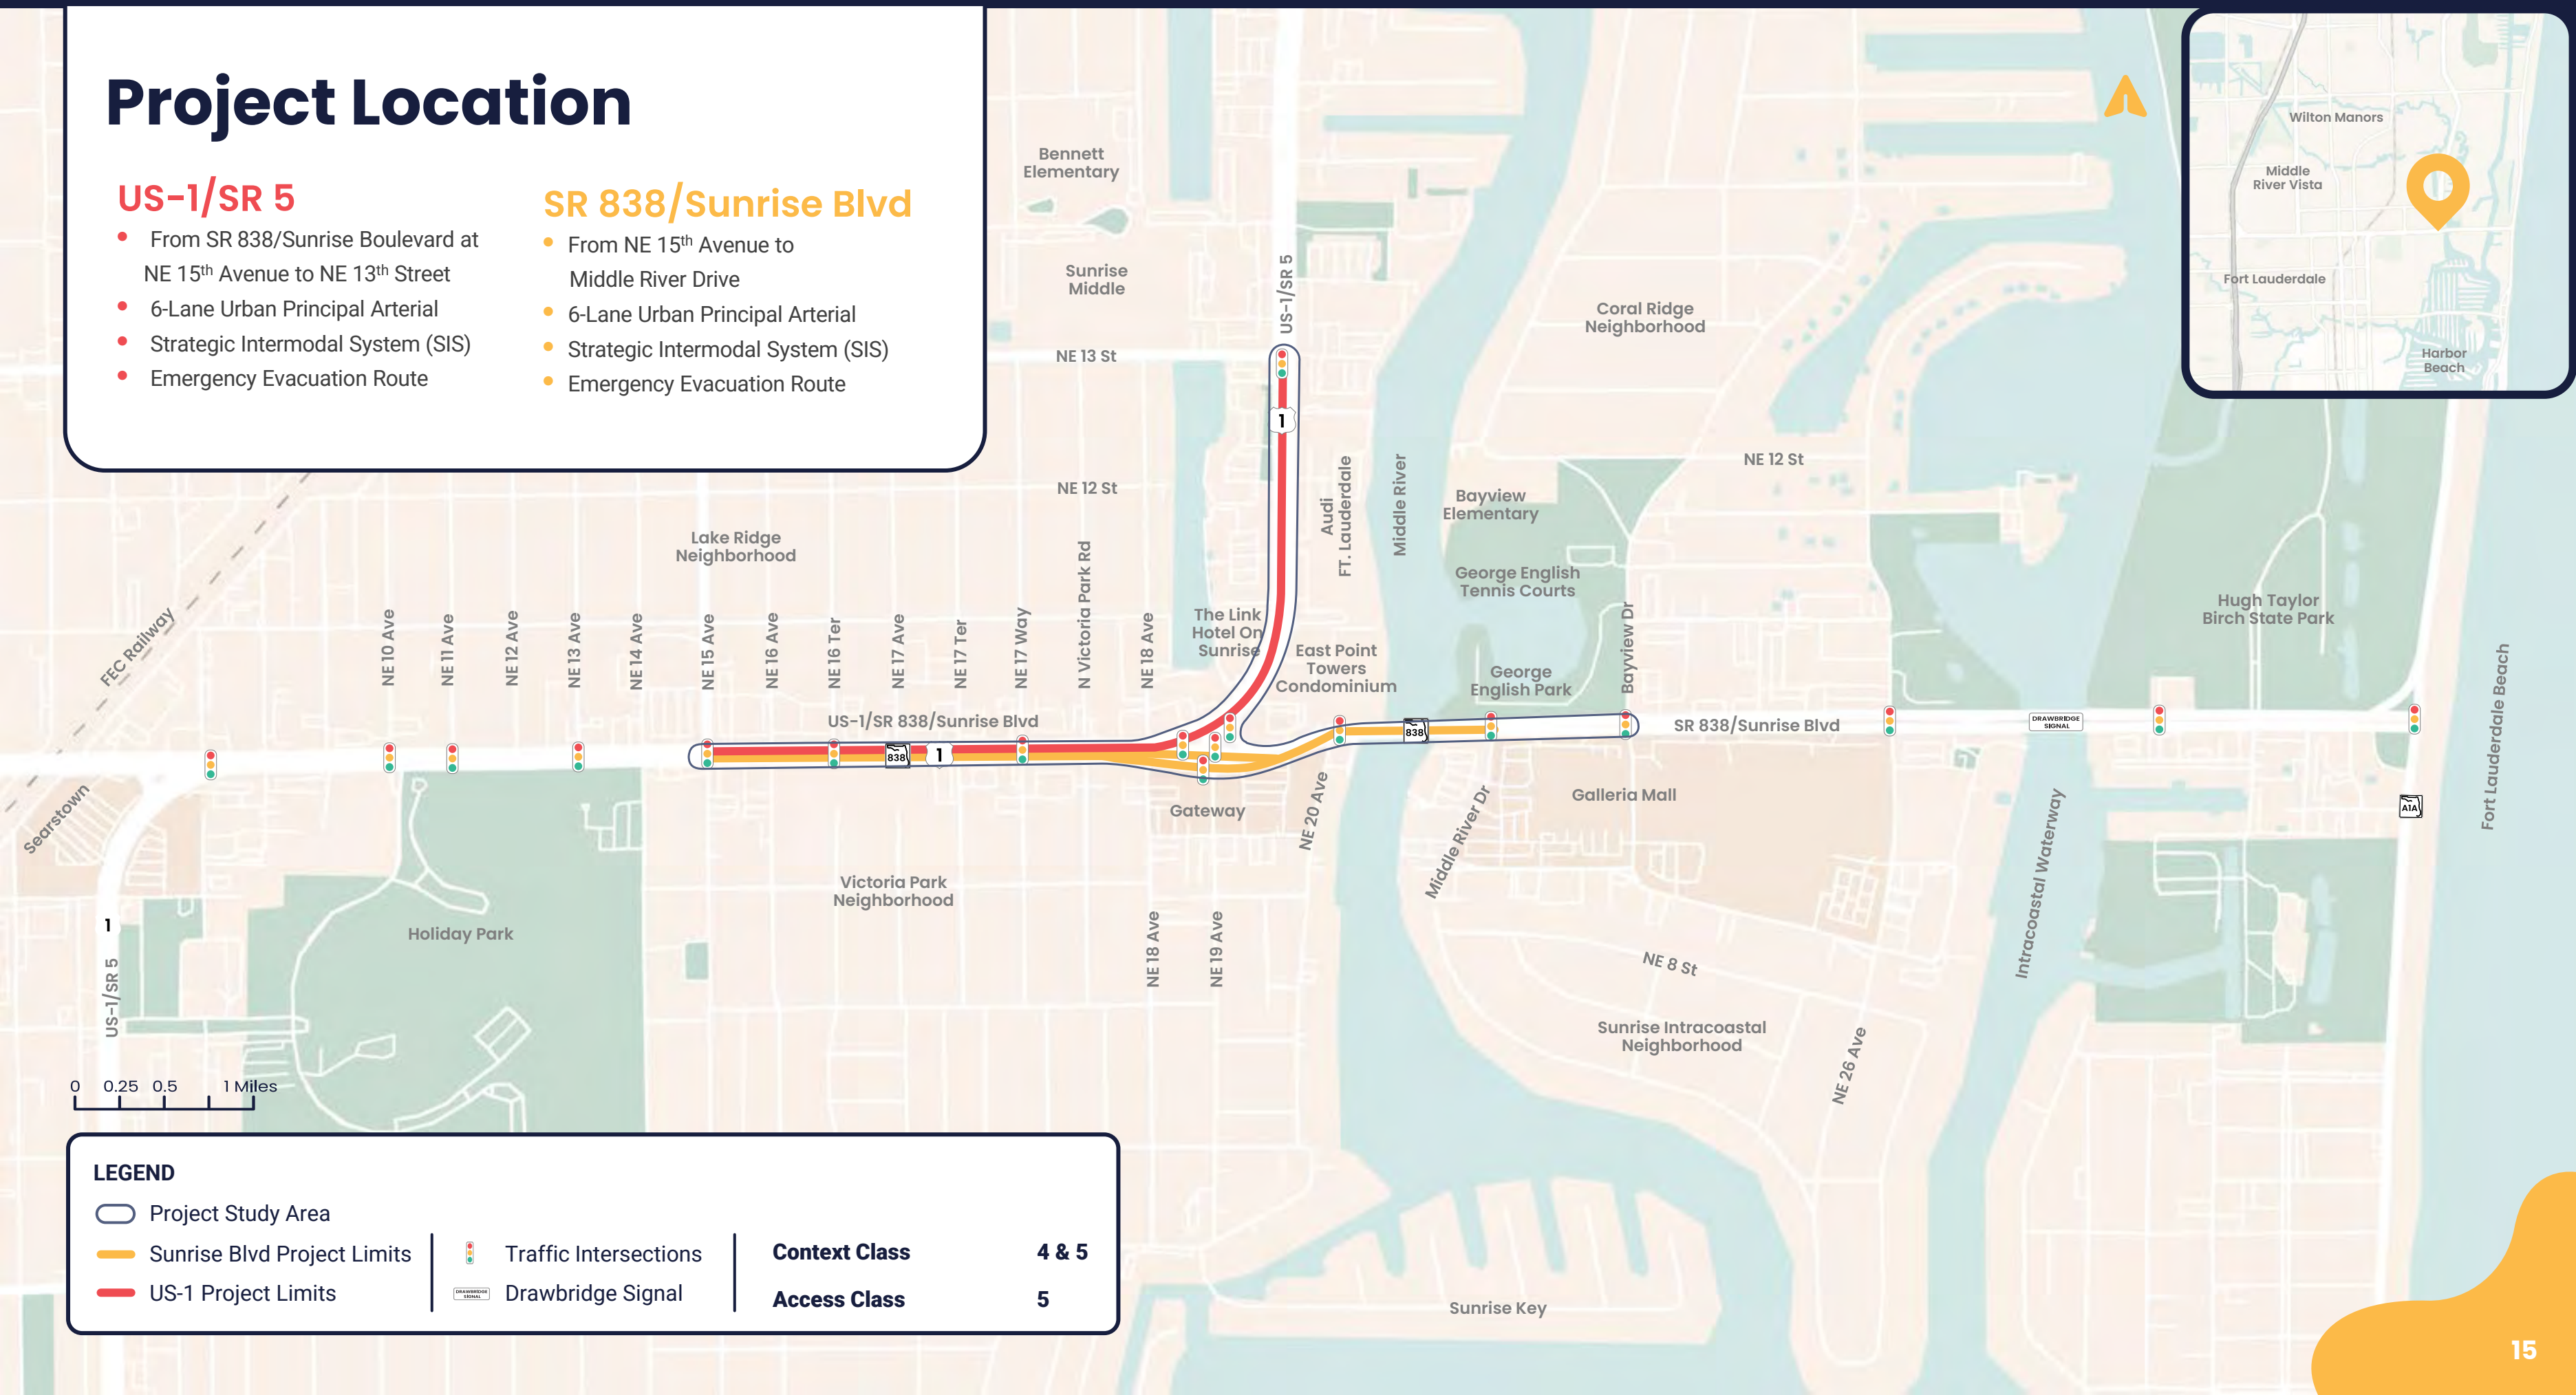 Project Location
US-1/SR 5
From SR 838/Sunrise Boulevard at
NE 15th Avenue to NE 13th Street
6-Lane Urban Principal Arterial
Strategic Intermodal System (SIS)
Emergency Evacuation Route
SR 838/Sunrise Blvd
From NE 15th Avenue to
Middle River Drive
6-Lane Urban Principal Arterial
Strategic Intermodal System (SIS)
Emergency Evacuation Route
Wilton Manors
Middle
River Vista
Fort Lauderdale
Harbor
Beach
Bennett
Elementary
Sunrise
Middle
US-1/SR 5
Coral Ridge
Neighborhood
NE 13 St
1
NE 12 St
NE 12 St
Lake Ridge
Neighborhood
Audi
FT. Lauderdale
Middle River
Bayview
Elementary
George English
Tennis Courts
Hugh Taylor
Birch State Park
FEC Railway
NE 10 Ave
NE 11 Ave
NE 12 Ave
NE 13 Ave
NE 14 Ave
NE 15 Ave
NE 16 Ave
NE 16 Ter
NE 17 Ave
NE 17 Ter
NE 17 Way
N Victoria Park Rd
NE 18 Ave
The Link
Hotel On
Sunrise
East Point
Towers
Condominium
George
English Park
Bayview Dr
Fort Lauderdale Beach
US-1/SR 838/Sunrise Blvd
838
1
838
SR 838/Sunrise Blvd
DRAWBRIDGE
SIGNAL
A1A
Searstown
Gateway
NE 20 Ave
Middle River Dr
Galleria Mall
Intracoastal Waterway
Victoria Park
Neighborhood
Holiday Park
1
US-1/SR 5
NE 18 Ave
NE 19 Ave
NE 8 St
Sunrise Intracoastal
Neighborhood
NE 26 Ave
Sunrise Key
0 0.25 0.5 1 Miles
LEGEND
Project Study Area
Sunrise Blvd Project Limits
US-1 Project Limits
Traffic Intersections
DRAWBRIDGE
SIGNAL
Drawbridge Signal
Context Class 4 & 5
Access Class 5
15